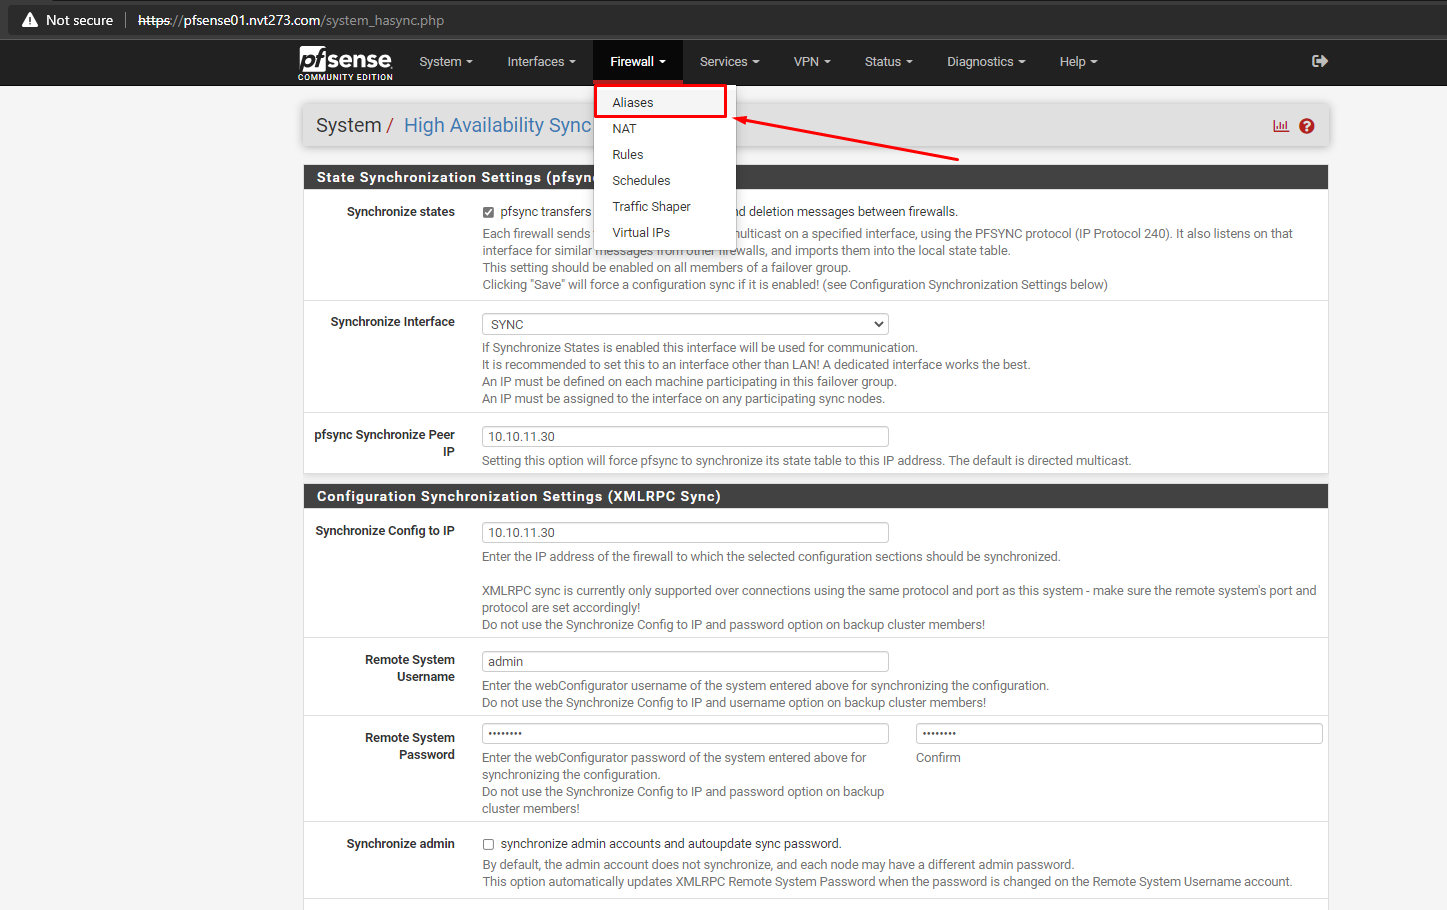 Not secure https://pfsense01.nvt273.com/system_hasync.php
pfsense
COMMUNITY EDITION
System Interfaces Firewall Services VPN Status Diagnostics Help
Aliases
NAT
Rules
Schedules
Traffic Shaper
Virtual IPs
System / High Availability Sync
State Synchronization Settings (pfsync
Synchronize states
pfsync transfers d deletion messages between firewalls.
Each firewall sends multicast on a specified interface, using the PFSYNC protocol (IP Protocol 240). It also listens on that
interface for similar messages from other firewalls, and imports them into the local state table.
This setting should be enabled on all members of a failover group.
Clicking "Save" will force a configuration sync if it is enabled! (see Configuration Synchronization Settings below)
Synchronize Interface
SYNC
If Synchronize States is enabled this interface will be used for communication.
It is recommended to set this to an interface other than LAN! A dedicated interface works the best.
An IP must be defined on each machine participating in this failover group.
An IP must be assigned to the interface on any participating sync nodes.
pfsync Synchronize Peer
IP
10.10.11.30
Setting this option will force pfsync to synchronize its state table to this IP address. The default is directed multicast.
Configuration Synchronization Settings (XMLRPC Sync)
Synchronize Config to IP
10.10.11.30
Enter the IP address of the firewall to which the selected configuration sections should be synchronized.
XMLRPC sync is currently only supported over connections using the same protocol and port as this system - make sure the remote system's port and
protocol are set accordingly!
Do not use the Synchronize Config to IP and password option on backup cluster members!
Remote System
Username
admin
Enter the webConfigurator username of the system entered above for synchronizing the configuration.
Do not use the Synchronize Config to IP and username option on backup cluster members!
Remote System
Password
•••••••• ••••••••
Enter the webConfigurator password of the system entered above for
synchronizing the configuration.
Do not use the Synchronize Config to IP and password option on backup
cluster members!
Confirm
Synchronize admin
synchronize admin accounts and autoupdate sync password.
By default, the admin account does not synchronize, and each node may have a different admin password.
This option automatically updates XMLRPC Remote System Password when the password is changed on the Remote System Username account.